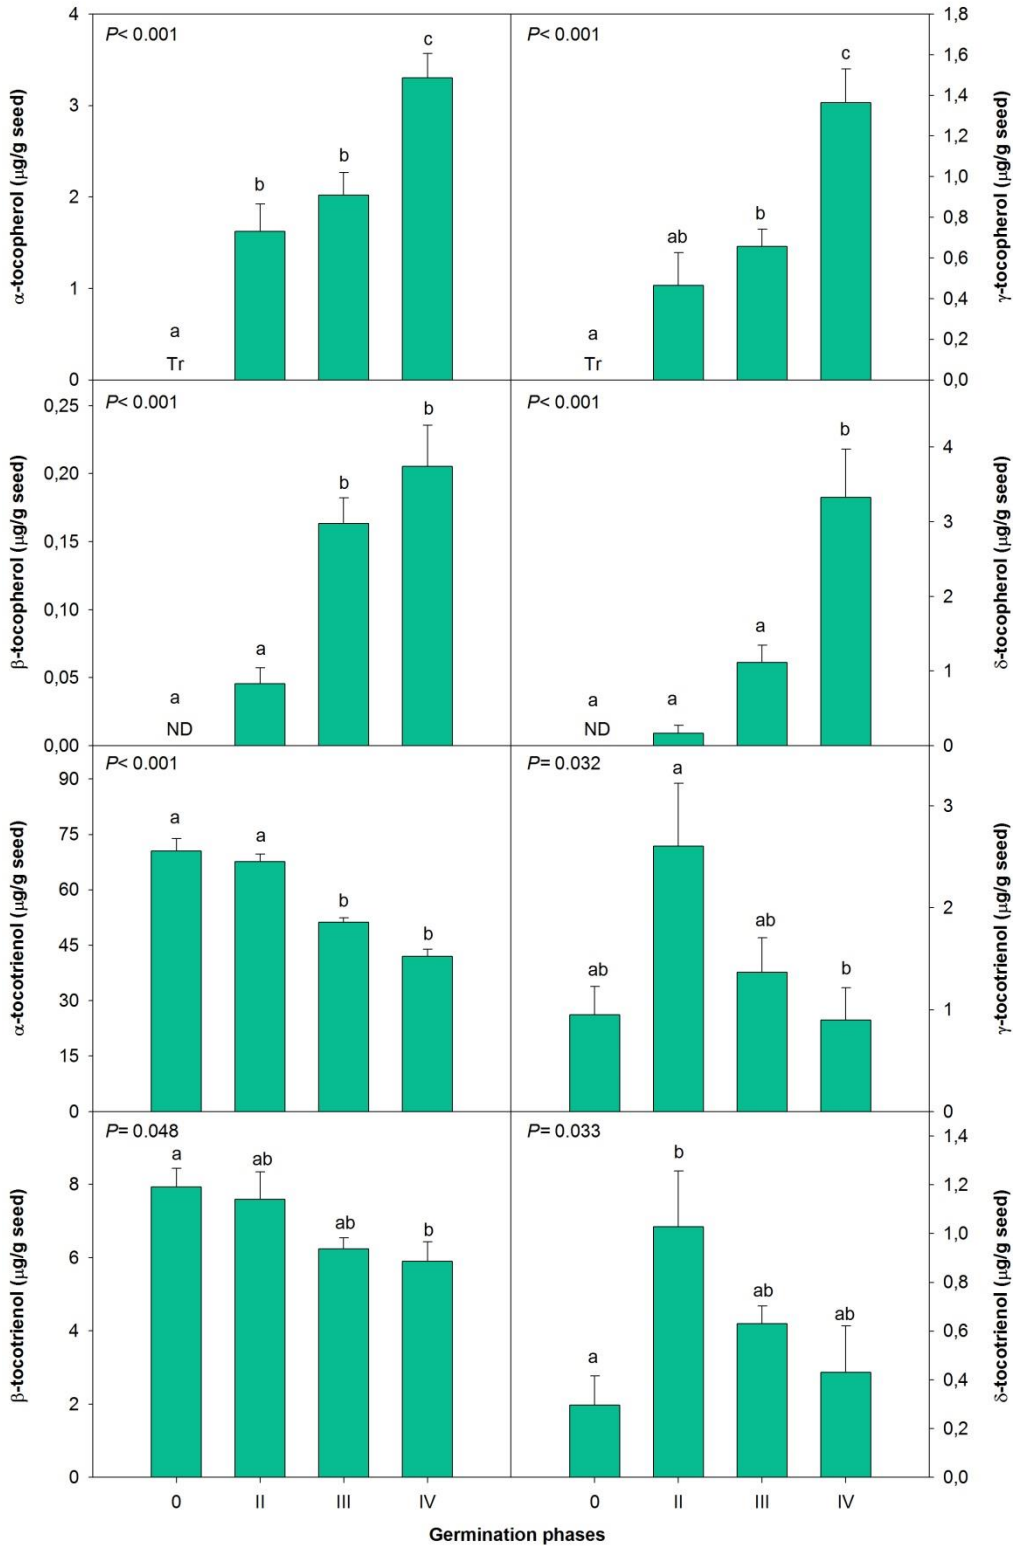 P< 0.001
4
3
2
1
0
α-tocopherol (µg/g seed)
a
Tr
b
b
c
P< 0.001
1,8
1,6
1,4
1,2
1,0
0,8
0,6
0,4
0,2
0,0
γ-tocopherol (µg/g seed)
a
Tr
ab
b
c
P< 0.001
0,25
0,20
0,15
0,10
0,05
0,00
β-tocopherol (µg/g seed)
a
ND
a
b
b
P< 0.001
4
3
2
1
0
δ-tocopherol (µg/g seed)
a
ND
a
a
b
P< 0.001
90
75
60
45
30
15
0
α-tocotrienol (µg/g seed)
a
a
b
b
P= 0.032
3
2
1
0
γ-tocotrienol (µg/g seed)
ab
a
ab
b
P= 0.048
8
6
4
2
0
β-tocotrienol (µg/g seed)
a
ab
ab
b
P= 0.033
1,4
1,2
1,0
0,8
0,6
0,4
0,2
0,0
δ-tocotrienol (µg/g seed)
a
b
ab
ab
0 II III IV 0 II III IV
Germination phases